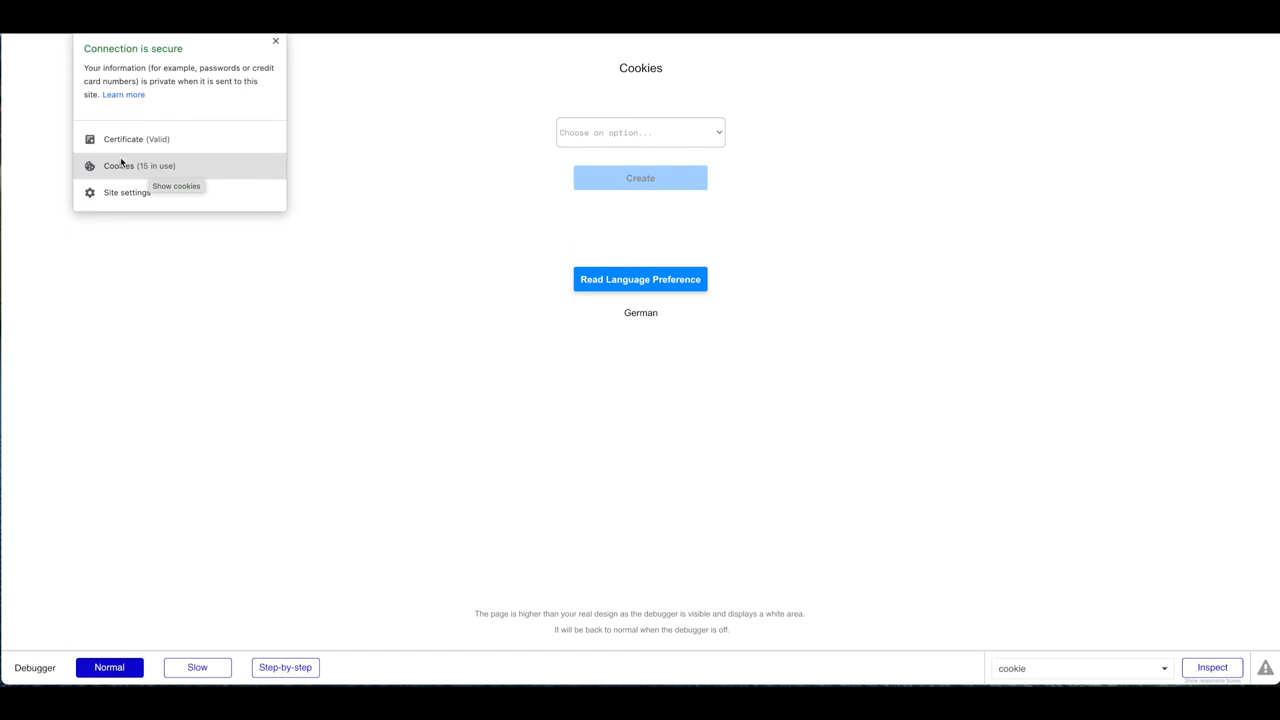 Connection is secure
Your information (for example, passwords or credit
card numbers) is private when it is sent to this
site. Learn more
Certificate (Valid)
Cookies (15 in use)
Show cookies
Site settings
Cookies
Choose an option...
Create
Read Language Preference
German
The page is higher than your real design as the debugger is visible and displays a white area.
It will be back to normal when the debugger is off.
Debugger
Normal
Slow
Step-by-step
cookie
Inspect
Show responsive boxes